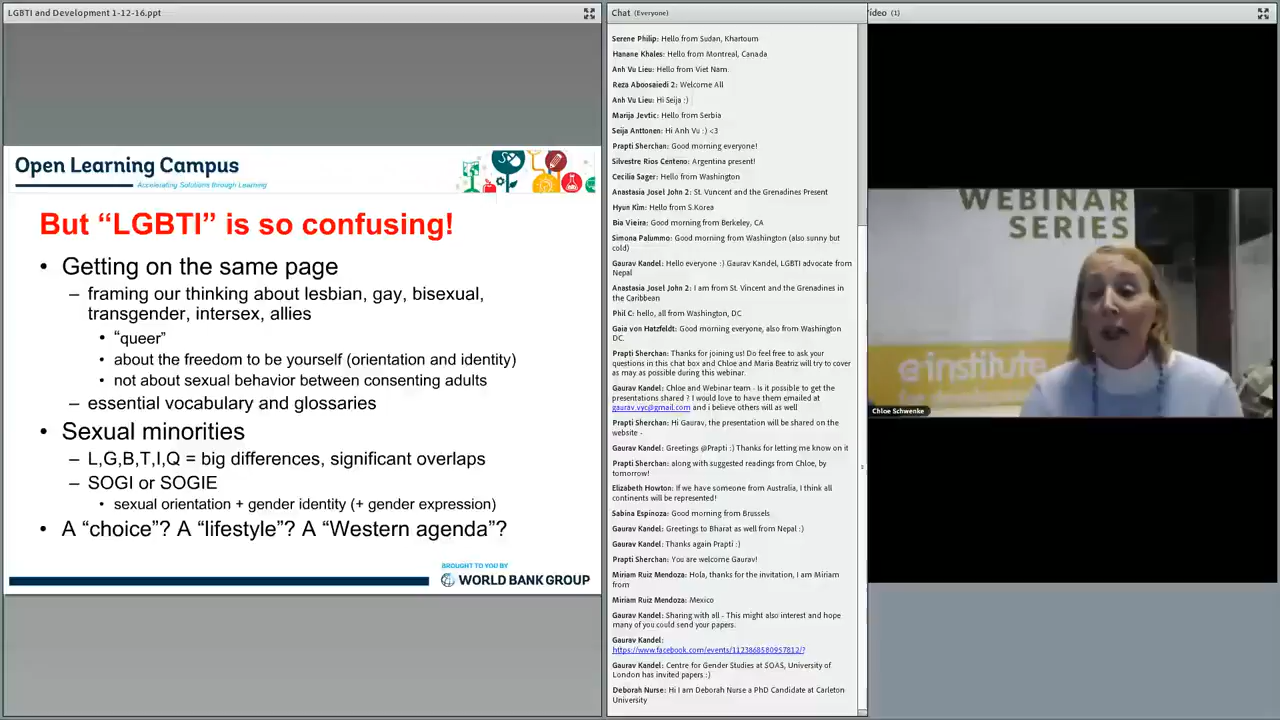 LGBTI and Development 1-12-16.ppt
Open Learning Campus
Accelerating Solutions through Learning
But “LGBTI” is so confusing!
• Getting on the same page
– framing our thinking about lesbian, gay, bisexual,
transgender, intersex, allies
• “queer”
• about the freedom to be yourself (orientation and identity)
• not about sexual behavior between consenting adults
– essential vocabulary and glossaries
• Sexual minorities
– L,G,B,T,I,Q = big differences, significant overlaps
– SOGI or SOGIE
• sexual orientation + gender identity (+ gender expression)
• A “choice”? A “lifestyle”? A “Western agenda”?
BROUGHT TO YOU BY
WORLD BANK GROUP
Chat (Everyone)
Serene Philip: Hello from Sudan, Khartoum
Hanane Khales: Hello from Montreal, Canada
Anh Vu Lieu: Hello from Viet Nam.
Reza Aboosaiedi 2: Welcome All
Anh Vu Lieu: Hi Seija :)
Marija Jevtic: Hello from Serbia
Seija Anttonen: Hi Anh Vu :) <3
Prapti Sherchan: Good morning everyone!
Silvestre Rios Centeno: Argentina present!
Cecilia Sager: Hello from Washington
Anastasia Josel John 2: St. Vuncent and the Grenadines Present
Hyun Kim: Hello from S.Korea
Bia Vieira: Good morning from Berkeley, CA
Simona Palummo: Good morning from Washington (also sunny but
cold)
Gaurav Kandel: Hello everyone :) Gaurav Kandel, LGBTI advocate from
Nepal
Anastasia Josel John 2: I am from St. Vincent and the Grenadines in
the Caribbean
Phil C: hello, all from Washington, DC
Gaia von Hatzfeldt: Good morning everyone, also from Washington
DC.
Prapti Sherchan: Thanks for joining us! Do feel free to ask your
questions in this chat box and Chloe and Maria Beatriz will try to cover
as may as possible during this webinar.
Gaurav Kandel: Chloe and Webinar team - Is it possible to get the
presentations shared ? I would love to have them emailed at
gaurav.vyc@gmail.com and i believe others will as well
Prapti Sherchan: Hi Gaurav, the presentation will be shared on the
website -
Gaurav Kandel: Greetings @Prapti :) Thanks for letting me know on it
Prapti Sherchan: along with suggested readings from Chloe, by
tomorrow!
Elizabeth Howton: If we have someone from Australia, I think all
continents will be represented!
Sabina Espinoza: Good morning from Brussels
Gaurav Kandel: Greetings to Bharat as well from Nepal :)
Gaurav Kandel: Thanks again Prapti :)
Prapti Sherchan: You are welcome Gaurav!
Miriam Ruiz Mendoza: Hola, thanks for the invitation, I am Miriam
from
Miriam Ruiz Mendoza: Mexico
Gaurav Kandel: Sharing with all - This might also interest and hope
many of you could send your papers.
Gaurav Kandel:
https://www.facebook.com/events/1123868580957812/?
Gaurav Kandel: Centre for Gender Studies at SOAS, University of
London has invited papers :)
Deborah Nurse: Hi I am Deborah Nurse a PhD Candidate at Carleton
University
ideo (1)
WEBINAR
SERIES
e-institute
Chloe Schwenke